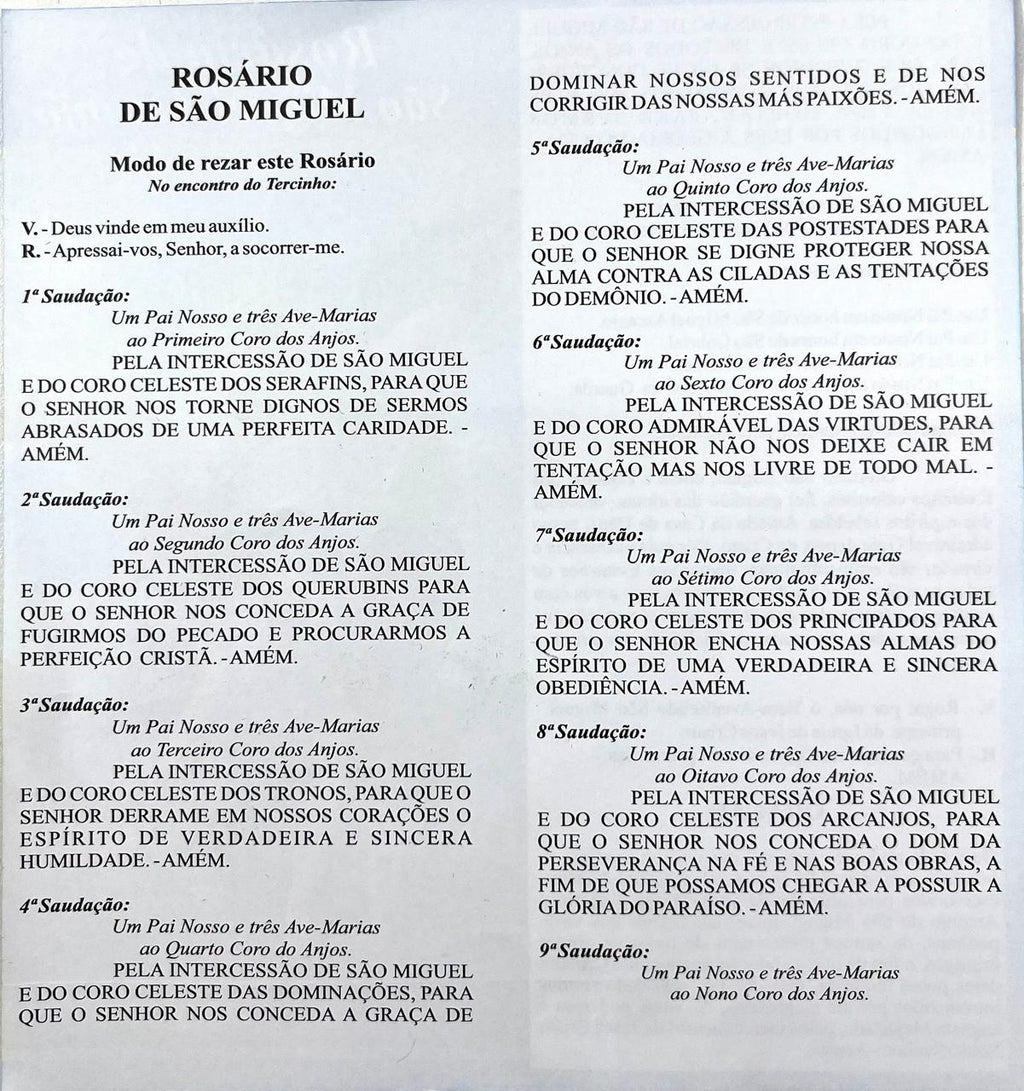 ROSÁRIO
DE SÃO MIGUEL
Modo de rezar este Rosário
No encontro do Tercinho:
V. - Deus vinde em meu auxílio.
R. - Apressai-vos, Senhor, a socorrer-me.
1ª Saudação:
Um Pai Nosso e três Ave-Marias
ao Primeiro Coro dos Anjos.
PELA INTERCESSÃO DE SÃO MIGUEL
E DO CORO CELESTE DOS SERAFINS, PARA QUE
O SENHOR NOS TORNE DIGNOS DE SERMOS
ABRASADOS DE UMA PERFEITA CARIDADE. -
AMÉM.
2ª Saudação:
Um Pai Nosso e três Ave-Marias
ao Segundo Coro dos Anjos.
PELA INTERCESSÃO DE SÃO MIGUEL
E DO CORO CELESTE DOS QUERUBINS PARA
QUE O SENHOR NOS CONCEDA A GRAÇA DE
FUGIRMOS DO PECADO E PROCURARMOS A
PERFEIÇÃO CRISTÃ. - AMÉM.
3ª Saudação:
Um Pai Nosso e três Ave-Marias
ao Terceiro Coro dos Anjos.
PELA INTERCESSÃO DE SÃO MIGUEL
E DO CORO CELESTE DOS TRONOS, PARA QUE O
SENHOR DERRAME EM NOSSOS CORAÇÕES O
ESPÍRITO DE VERDADEIRA E SINCERA
HUMILDADE. - AMÉM.
4ª Saudação:
Um Pai Nosso e três Ave-Marias
ao Quarto Coro do Anjos.
PELA INTERCESSÃO DE SÃO MIGUEL
E DO CORO CELESTE DAS DOMINAÇÕES, PARA
QUE O SENHOR NOS CONCEDA A GRAÇA DE
DOMINAR NOSSOS SENTIDOS E DE NOS
CORRIGIR DAS NOSSAS MÁS PAIXÕES. - AMÉM.
5ª Saudação:
Um Pai Nosso e três Ave-Marias
ao Quinto Coro dos Anjos.
PELA INTERCESSÃO DE SÃO MIGUEL
E DO CORO CELESTE DAS POSTESTADES PARA
QUE O SENHOR SE DIGNE PROTEGER NOSSA
ALMA CONTRA AS CILADAS E AS TENTAÇÕES
DO DEMÔNIO. - AMÉM.
6ª Saudação:
Um Pai Nosso e três Ave-Marias
ao Sexto Coro dos Anjos.
PELA INTERCESSÃO DE SÃO MIGUEL
E DO CORO ADMIRÁVEL DAS VIRTUDES, PARA
QUE O SENHOR NÃO NOS DEIXE CAIR EM
TENTAÇÃO MAS NOS LIVRE DE TODO MAL. -
AMÉM.
7ª Saudação:
Um Pai Nosso e três Ave-Marias
ao Sétimo Coro dos Anjos.
PELA INTERCESSÃO DE SÃO MIGUEL
E DO CORO CELESTE DOS PRINCIPADOS PARA
QUE O SENHOR ENCHA NOSSAS ALMAS DO
ESPÍRITO DE UMA VERDADEIRA E SINCERA
OBEDIÊNCIA. - AMÉM.
8ª Saudação:
Um Pai Nosso e três Ave-Marias
ao Oitavo Coro dos Anjos.
PELA INTERCESSÃO DE SÃO MIGUEL
E DO CORO CELESTE DOS ARCANJOS, PARA
QUE O SENHOR NOS CONCEDA O DOM DA
PERSEVERANÇA NA FÉ E NAS BOAS OBRAS, A
FIM DE QUE POSSAMOS CHEGAR A POSSUIR A
GLÓRIA DO PARAÍSO. - AMÉM.
9ª Saudação:
Um Pai Nosso e três Ave-Marias
ao Nono Coro dos Anjos.